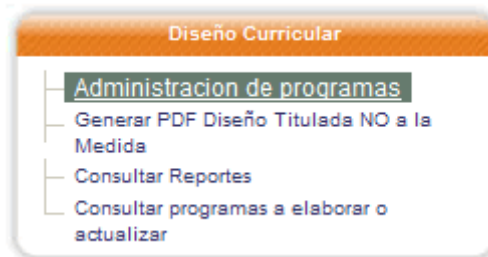 Diseño Curricular
Administracion de programas
Generar PDF Diseño Titulada NO a la
Medida
Consultar Reportes
Consultar programas a elaborar o
actualizar